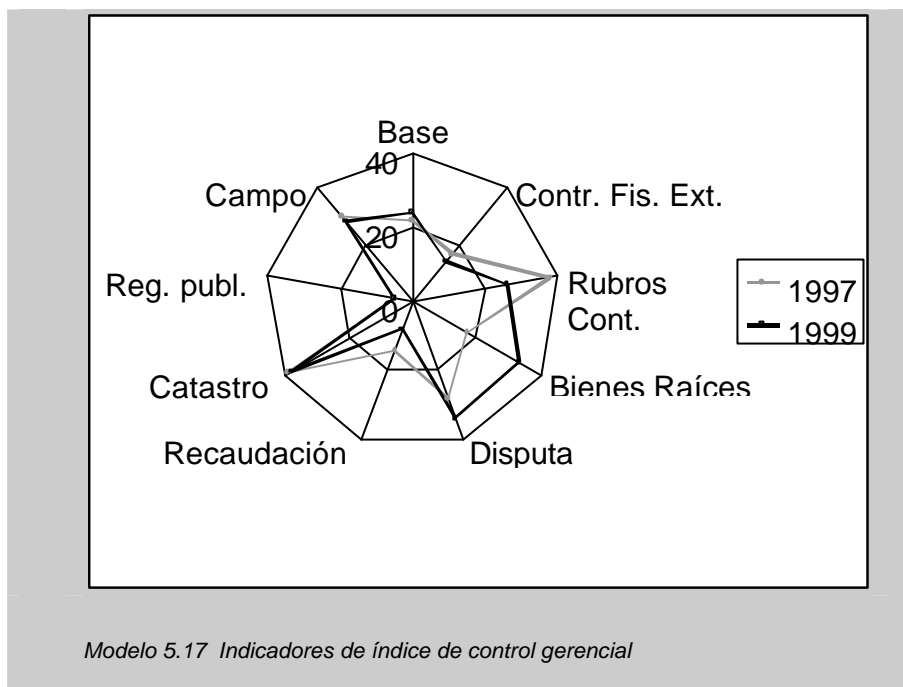 Base
40
Campo
Contr. Fis. Ext.
20
Reg. publ.
0
Rubros
Cont.
1997
1999
Catastro
Bienes Raíces
Recaudación
Disputa
Modelo 5.17 Indicadores de índice de control gerencial